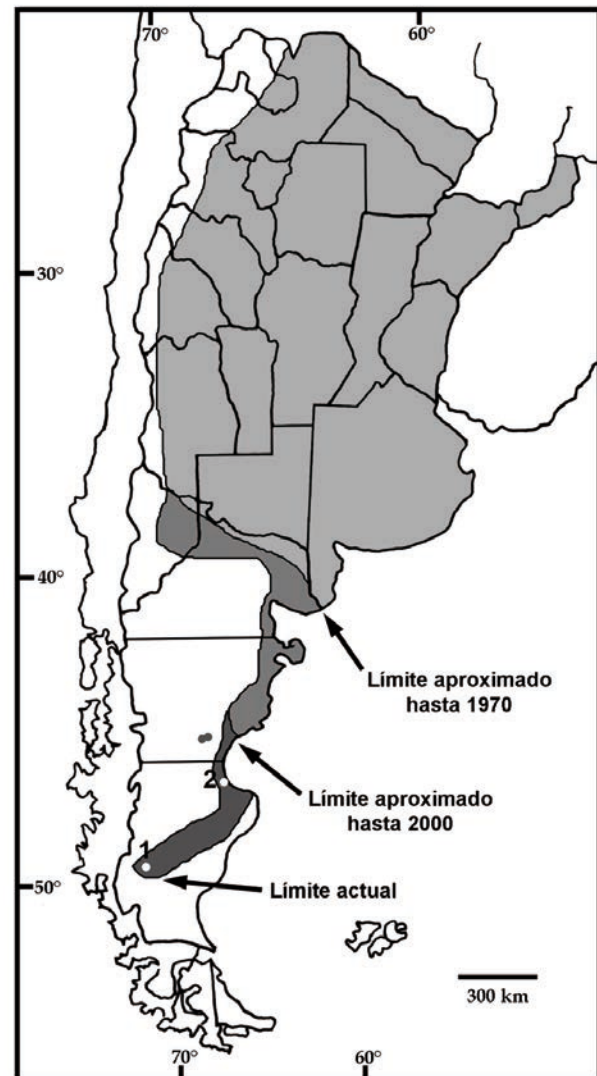 70° 60°
30°
40°
Límite aproximado
hasta 1970
2
Límite aproximado
hasta 2000
1
50°
Límite actual
300 km
70° 60°